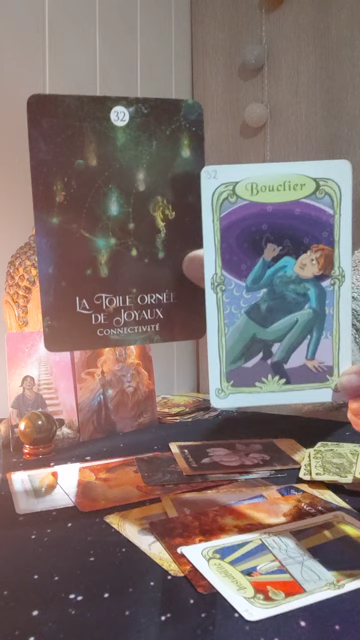 32
LA TOILE ORNÉE
DE JOYAUX
CONNECTIVITÉ
32
Bouclier